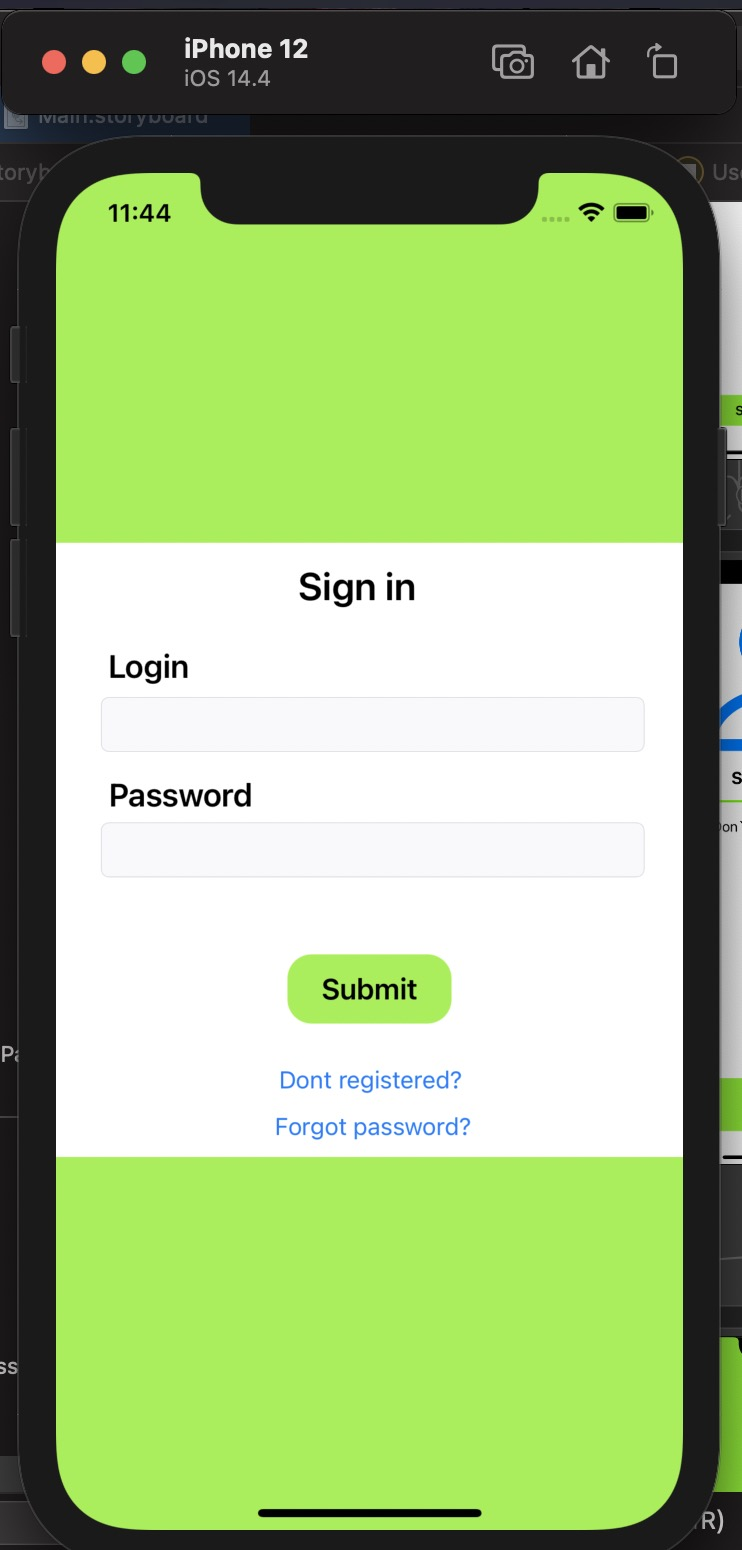 iPhone 12
iOS 14.4
Main.storyboard
11:44
Sign in
Login
Password
Submit
Dont registered?
Forgot password?